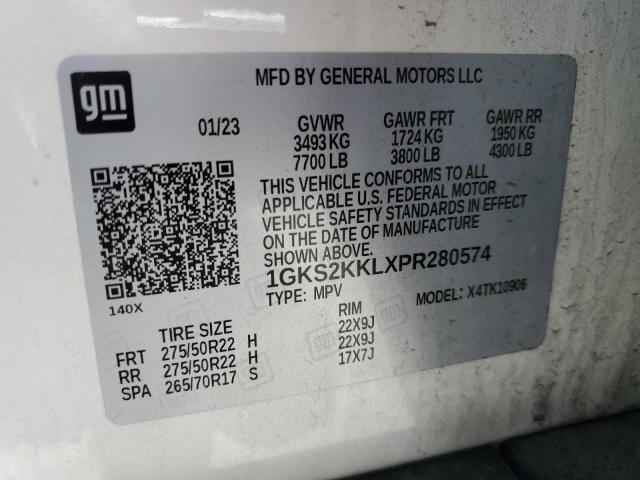 gm
MFD BY GENERAL MOTORS LLC
01/23 GVWR GAWR FRT GAWR RR
3493 KG 1724 KG 1950 KG
7700 LB 3800 LB 4300 LB
THIS VEHICLE CONFORMS TO ALL
APPLICABLE U.S. FEDERAL MOTOR
VEHICLE SAFETY STANDARDS IN EFFECT
ON THE DATE OF MANUFACTURE
SHOWN ABOVE.
1GKS2KKLXPR280574
TYPE: MPV MODEL: X4TK10906
140X
TIRE SIZE RIM
FRT 275/50R22 H 22X9J
RR 275/50R22 H 22X9J
SPA 265/70R17 S 17X7J